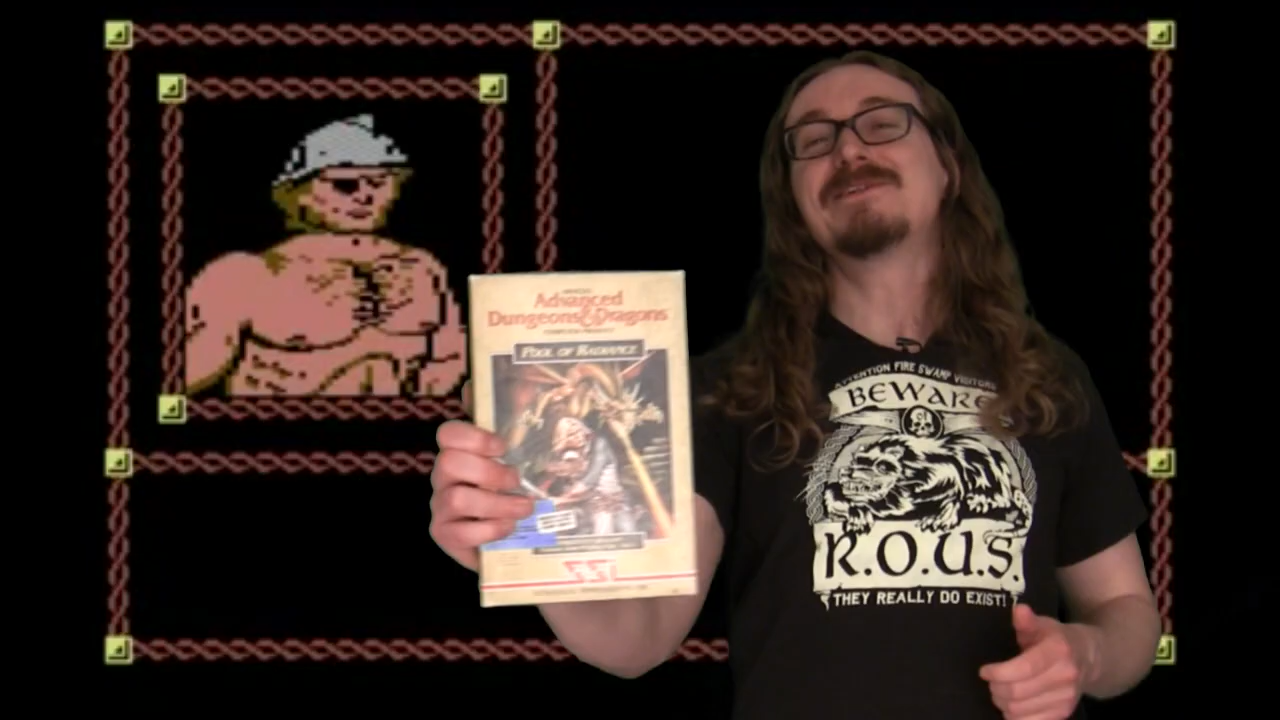 Advanced
Dungeons & Dragons
POOL OF RADIANCE
SSI
ATTENTION FIRE SWAMP VISITORS
BEWARE
R.O.U.S.
THEY REALLY DO EXIST!